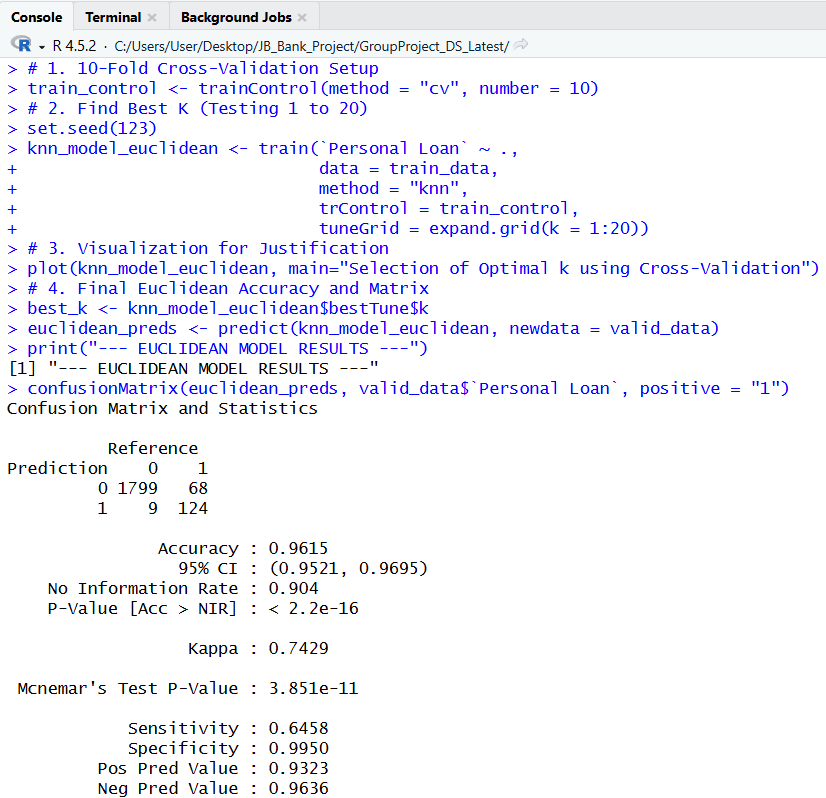 Console Terminal × Background Jobs ×
R R 4.5.2 · C:/Users/User/Desktop/JB_Bank_Project/GroupProject_DS_Latest/
> # 1. 10-Fold Cross-Validation Setup
> train_control <- trainControl(method = "cv", number = 10)
> # 2. Find Best K (Testing 1 to 20)
> set.seed(123)
> knn_model_euclidean <- train(`Personal Loan` ~ .,
+                              data = train_data,
+                              method = "knn",
+                              trControl = train_control,
+                              tuneGrid = expand.grid(k = 1:20))
> # 3. Visualization for Justification
> plot(knn_model_euclidean, main="Selection of Optimal k using Cross-Validation")
> # 4. Final Euclidean Accuracy and Matrix
> best_k <- knn_model_euclidean$bestTune$k
> euclidean_preds <- predict(knn_model_euclidean, newdata = valid_data)
> print("--- EUCLIDEAN MODEL RESULTS ---")
[1] "--- EUCLIDEAN MODEL RESULTS ---"
> confusionMatrix(euclidean_preds, valid_data$`Personal Loan`, positive = "1")
Confusion Matrix and Statistics
          Reference
Prediction    0    1
         0 1799   68
         1    9  124
               Accuracy : 0.9615
                 95% CI : (0.9521, 0.9695)
    No Information Rate : 0.904
    P-Value [Acc > NIR] : < 2.2e-16
                  Kappa : 0.7429
 Mcnemar's Test P-Value : 3.851e-11
            Sensitivity : 0.6458
            Specificity : 0.9950
         Pos Pred Value : 0.9323
         Neg Pred Value : 0.9636